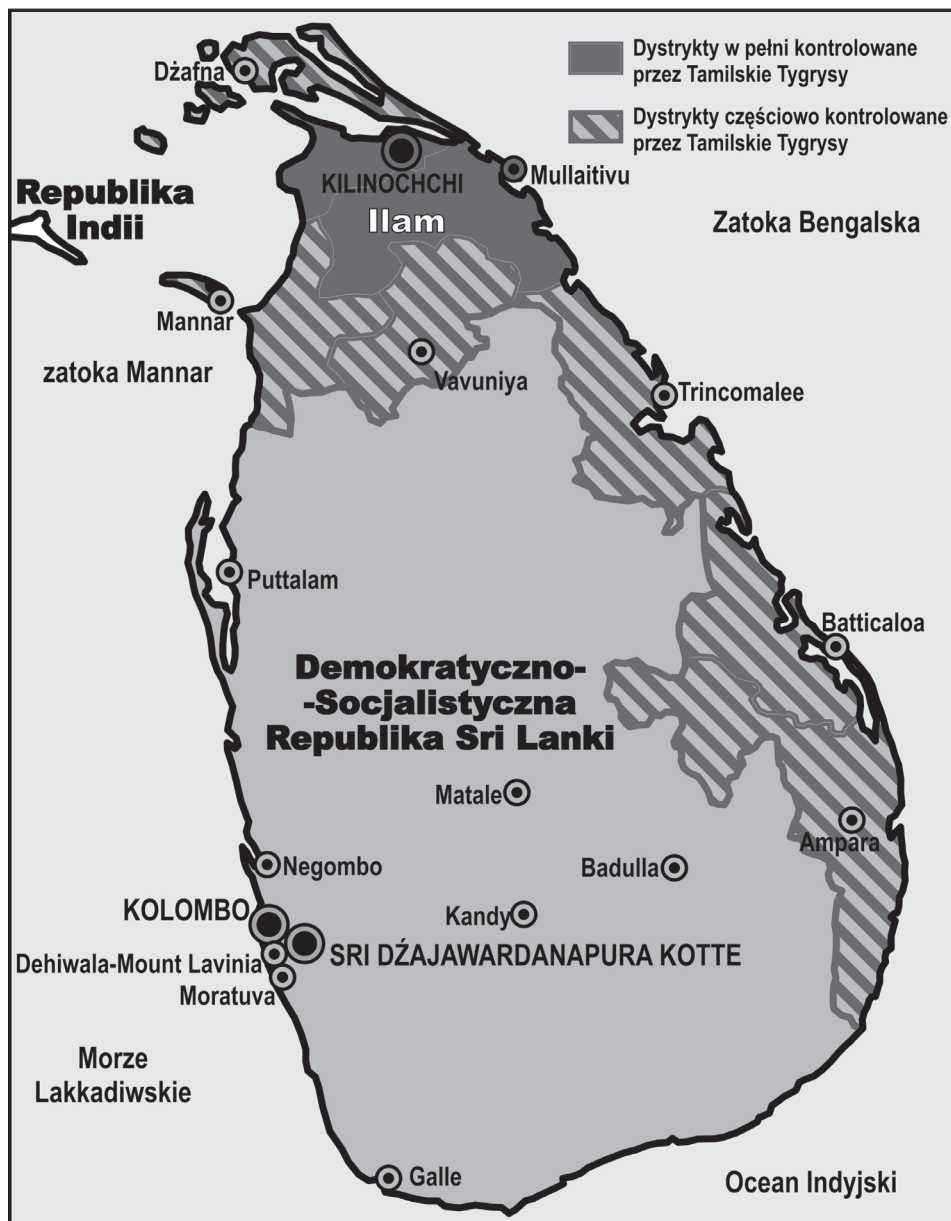 Dystrykty w pełni kontrolowane
przez Tamilskie Tygrysy
Dystrykty częściowo kontrolowane
przez Tamilskie Tygrysy
Dżafna
KILINOCHCHI
Mullaitivu
Republika
Indii
Ilam
Zatoka Bengalska
Mannar
zatoka Mannar
Vavuniya
Trincomalee
Puttalam
Batticaloa
Demokratyczno-
-Socjalistyczna
Republika Sri Lanki
Matale
Ampara
Negombo
Badulla
KOLOMBO
Kandy
SRI DŹAJAWARDANAPURA KOTTE
Dehiwala-Mount Lavinia
Moratuva
Morze
Lakkadiwskie
Galle
Ocean Indyjski